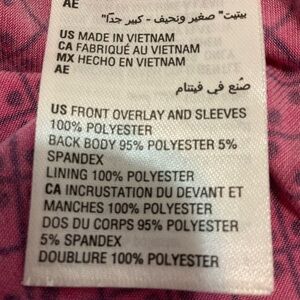 AE
بيتيت" صغير ونحيف - كبير جدًا"
US MADE IN VIETNAM
CA FABRIQUÉ AU VIETNAM
MX HECHO EN VIETNAM
AE
صُنع في فيتنام
US FRONT OVERLAY AND SLEEVES
100% POLYESTER
BACK BODY 95% POLYESTER 5%
SPANDEX
LINING 100% POLYESTER
CA INCRUSTATION DU DEVANT ET
MANCHES 100% POLYESTER
DOS DU CORPS 95% POLYESTER
5% SPANDEX
DOUBLURE 100% POLYESTER